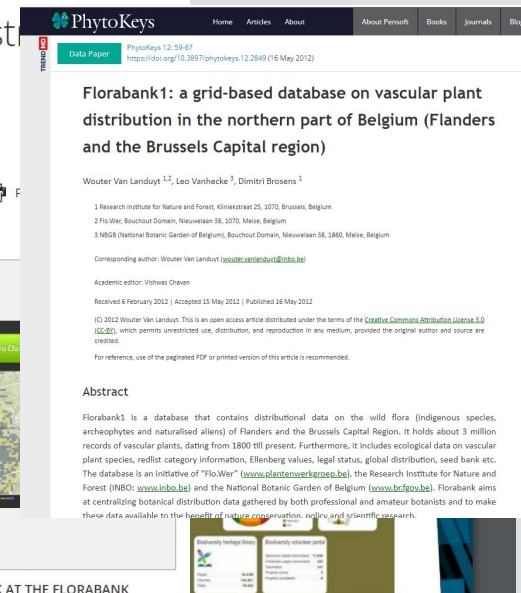 PhytoKeys
Home Articles About About Pensoft Books Journals Blog
TREND MD
Data Paper
PhytoKeys 12: 59-67
https://doi.org/10.3897/phytokeys.12.2849 (16 May 2012)
Florabank1: a grid-based database on vascular plant
distribution in the northern part of Belgium (Flanders
and the Brussels Capital region)
Wouter Van Landuyt 1,2, Leo Vanhecke 3, Dimitri Brosens 1
1 Research Institute for Nature and Forest, Kliniekstraat 25, 1070, Brussels, Belgium
2 Flo.Wer, Bouchout Domain, Nieuwelaan 38, 1070, Meise, Belgium
3 NBGB (National Botanic Garden of Belgium), Bouchout Domain, Nieuwelaan 38, 1860, Meise, Belgium
Corresponding author: Wouter Van Landuyt (wouter.vanlanduyt@inbo.be)
Academic editor: Vishwas Chavan
Received 6 February 2012 | Accepted 15 May 2012 | Published 16 May 2012
(C) 2012 Wouter Van Landuyt. This is an open access article distributed under the terms of the Creative Commons Attribution License 3.0
(CC-BY), which permits unrestricted use, distribution, and reproduction in any medium, provided the original author and source are
credited.
For reference, use of the paginated PDF or printed version of this article is recommended.
Abstract
Florabank1 is a database that contains distributional data on the wild flora (indigenous species,
archeophytes and naturalised aliens) of Flanders and the Brussels Capital Region. It holds about 3 million
records of vascular plants, dating from 1800 till present. Furthermore, it includes ecological data on vascular
plant species, redlist category information, Ellenberg values, legal status, global distribution, seed bank etc.
The database is an initiative of "Flo.Wer" (www.plantenwerkgroep.be), the Research Institute for Nature and
Forest (INBO: www.inbo.be) and the National Botanic Garden of Belgium (www.br.fgov.be). Florabank aims
at centralizing botanical distribution data gathered by both professional and amateur botanists and to make
these data available to the benefit of nature conservation, policy and scientific research.
Biodiversity heritage library
Biodiversity volunteer portal
AT THE FLORABANK